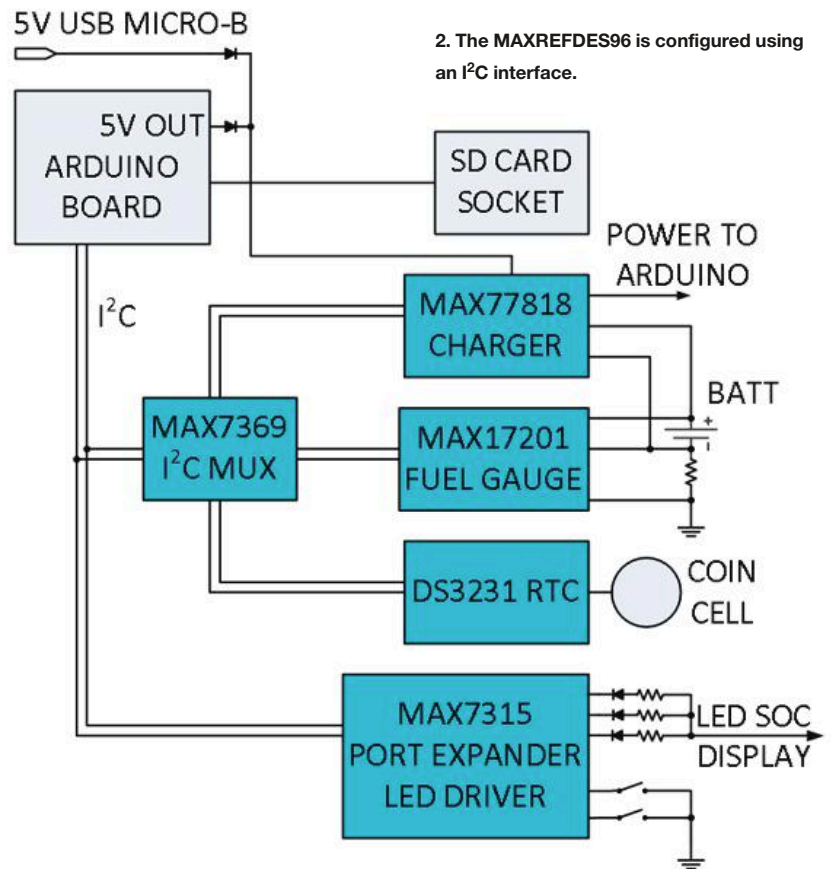 5V USB MICRO-B
2. The MAXREFDES96 is configured using
an I²C interface.
5V OUT
ARDUINO
BOARD
SD CARD
SOCKET
POWER TO
ARDUINO
I²C
MAX77818
CHARGER
BATT
+
-
MAX7369
I²C MUX
MAX17201
FUEL GAUGE
DS3231 RTC
COIN
CELL
MAX7315
PORT EXPANDER
LED DRIVER
LED SOC
DISPLAY